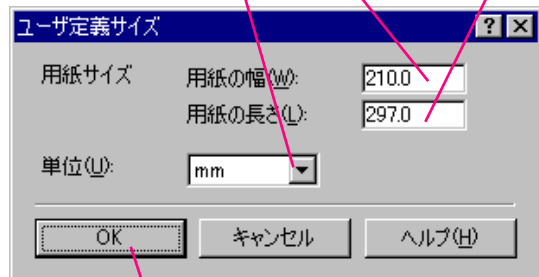 ユーザ定義サイズ
用紙サイズ 用紙の幅(W): 210.0
用紙の長さ(L): 297.0
単位(U): mm
OK キャンセル ヘルプ(H)